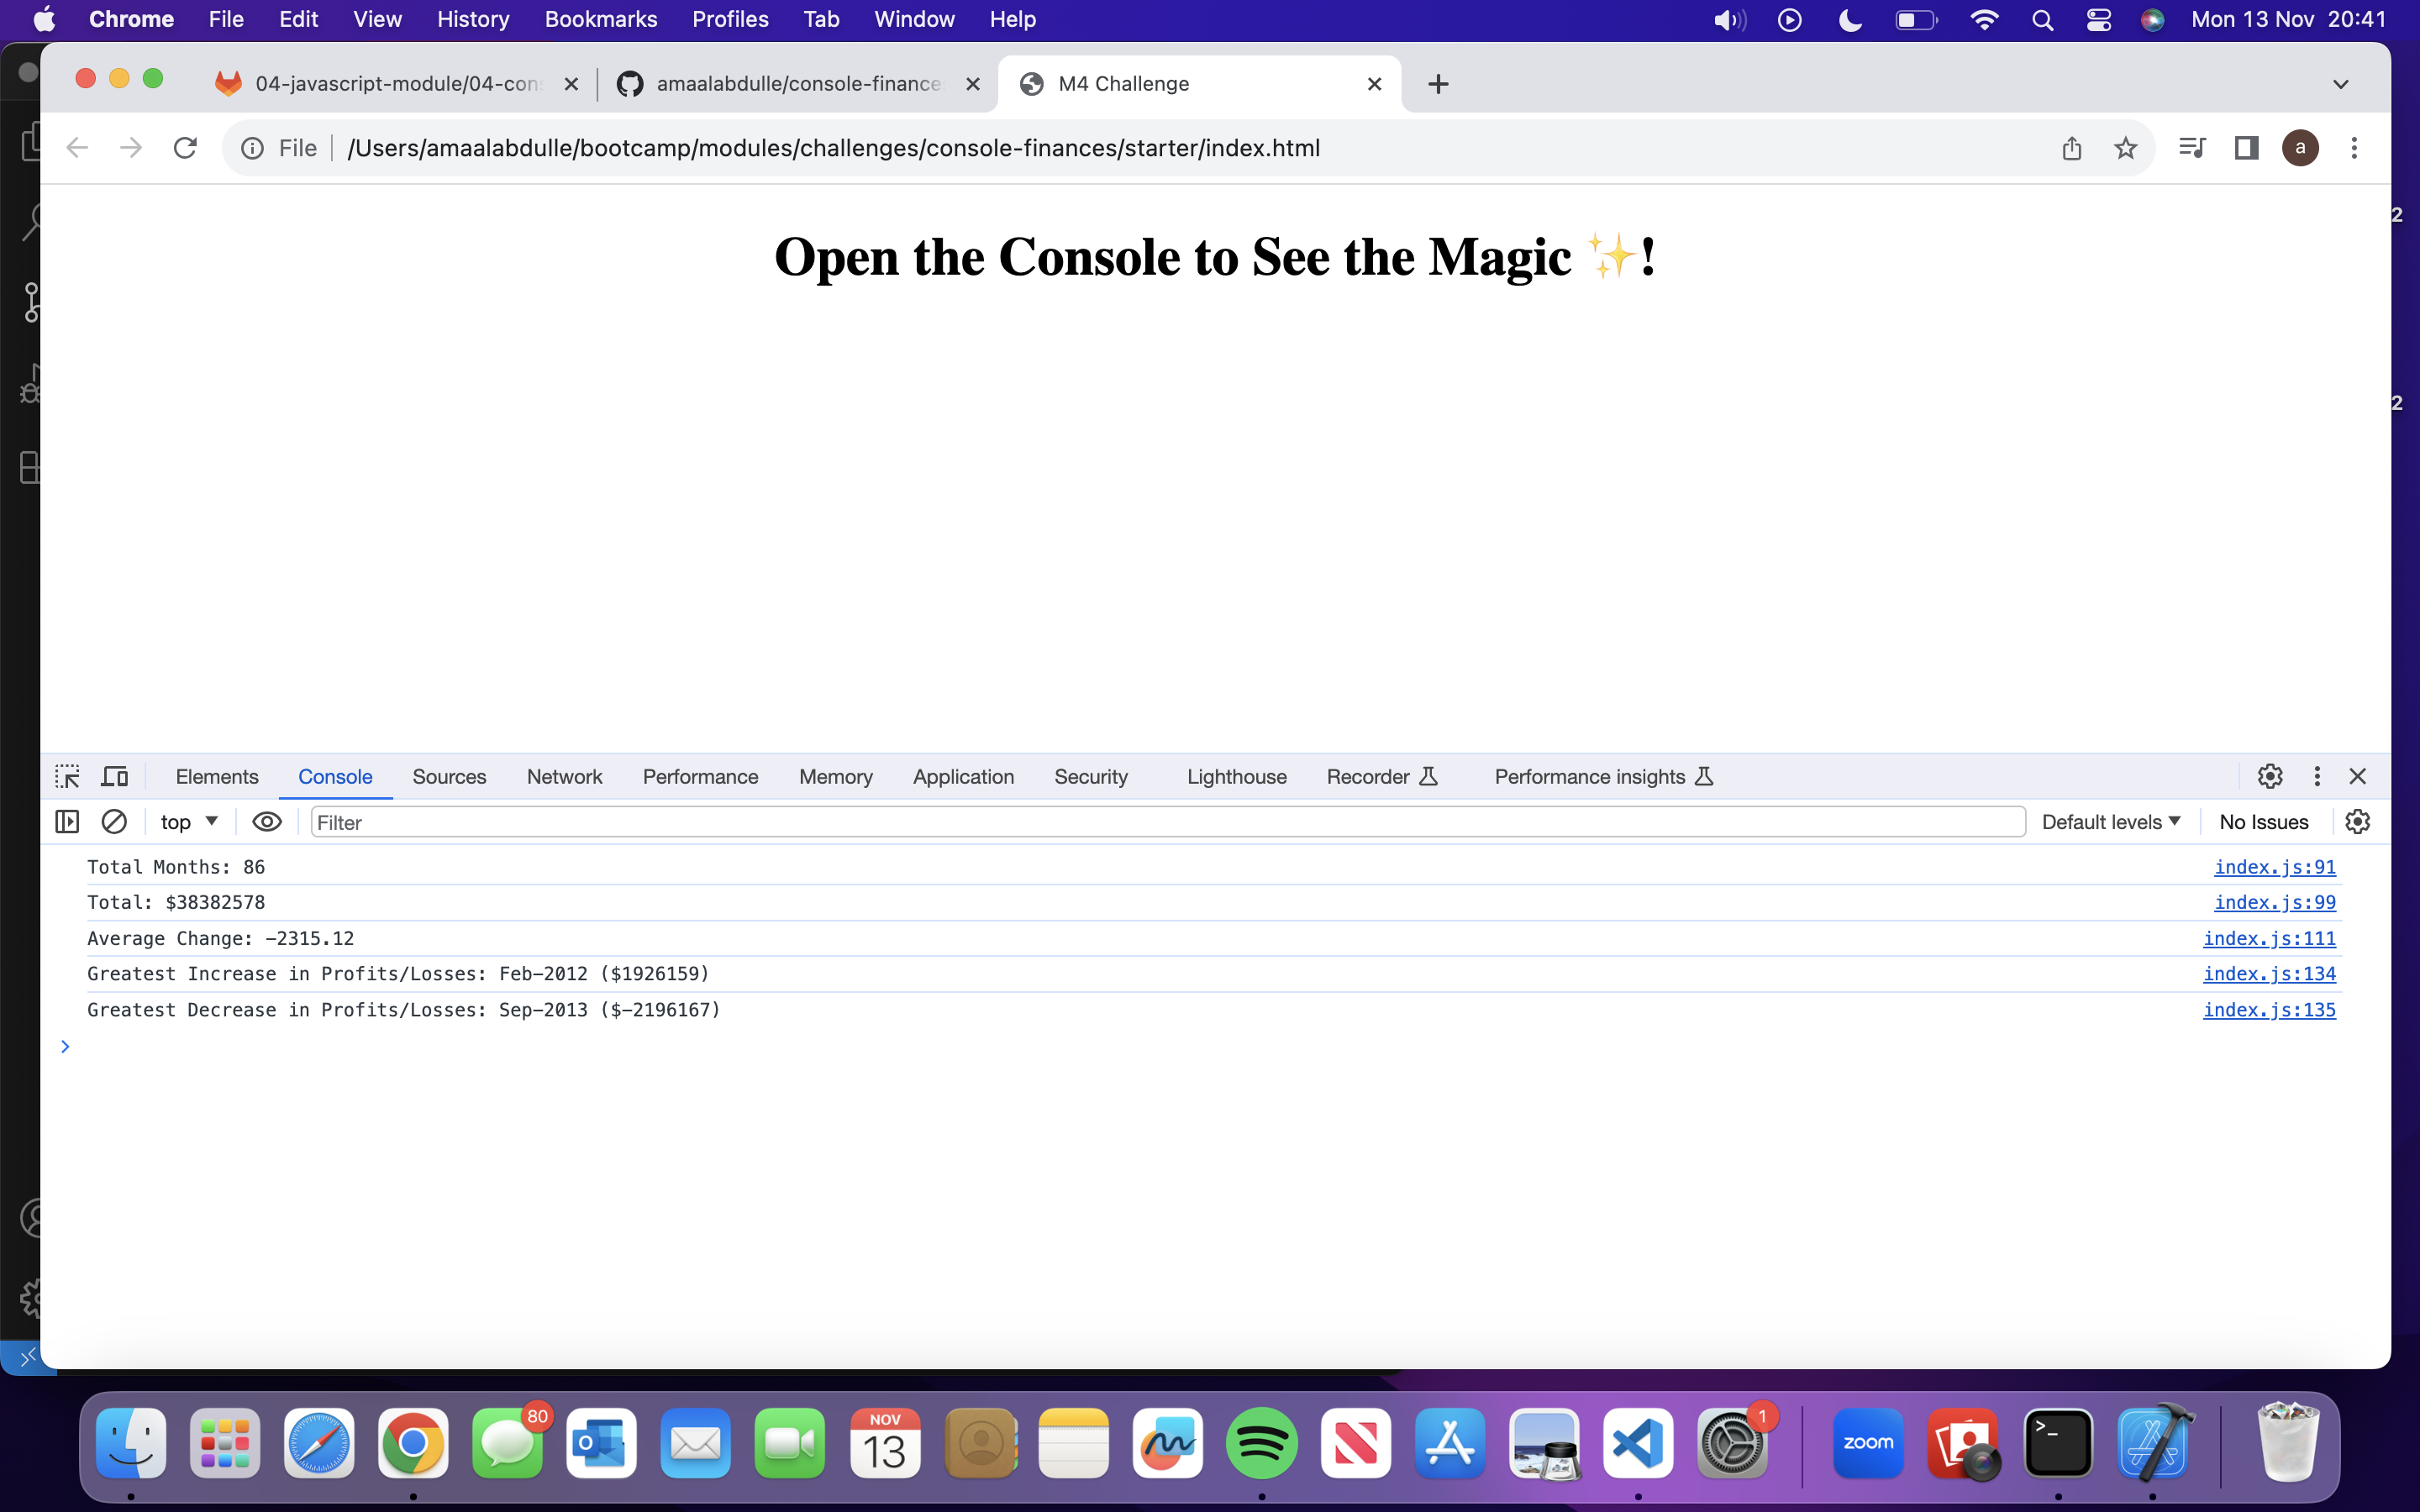 Chrome File Edit View History Bookmarks Profiles Tab Window Help Mon 13 Nov 20:41
04-javascript-module/04-con amaalabdulle/console-finance M4 Challenge
File /Users/amaalabdulle/bootcamp/modules/challenges/console-finances/starter/index.html a
2
Open the Console to See the Magic ✨!
2
Elements Console Sources Network Performance Memory Application Security Lighthouse Recorder Performance insights
top Filter Default levels No Issues
Total Months: 86 index.js:91
Total: $38382578 index.js:99
Average Change: -2315.12 index.js:111
Greatest Increase in Profits/Losses: Feb-2012 ($1926159) index.js:134
Greatest Decrease in Profits/Losses: Sep-2013 ($-2196167) index.js:135
80 NOV 1
13 zoom